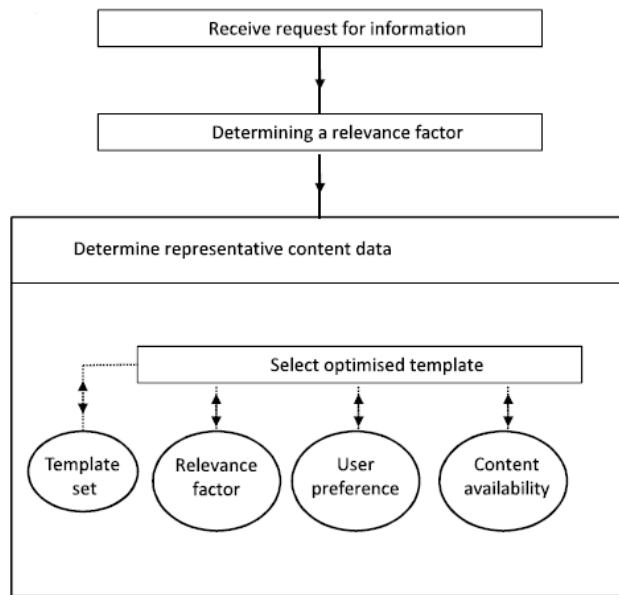 Receive request for information
Determining a relevance factor
Determine representative content data
Select optimised template
Template
set
Relevance
factor
User
preference
Content
availability